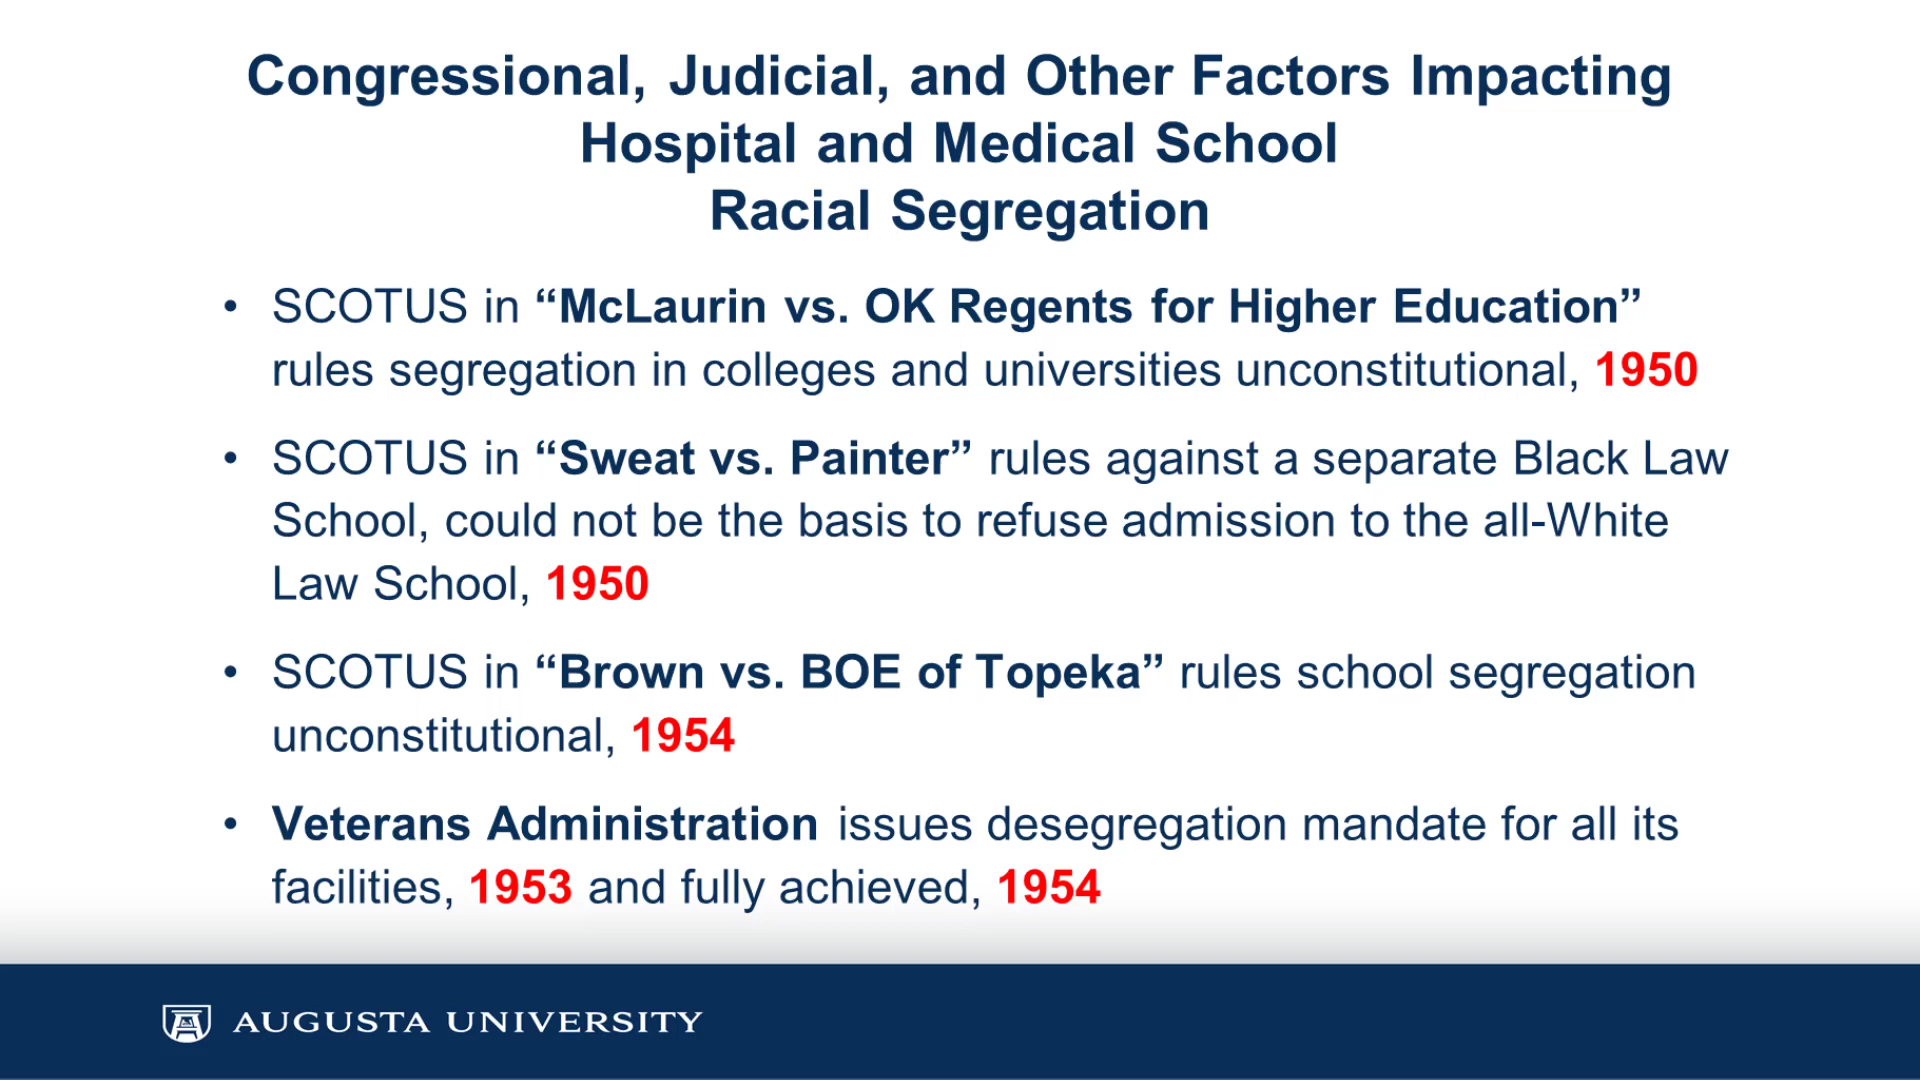 Congressional, Judicial, and Other Factors Impacting
Hospital and Medical School
Racial Segregation
• SCOTUS in “McLaurin vs. OK Regents for Higher Education”
rules segregation in colleges and universities unconstitutional, 1950
• SCOTUS in “Sweat vs. Painter” rules against a separate Black Law
School, could not be the basis to refuse admission to the all-White
Law School, 1950
• SCOTUS in “Brown vs. BOE of Topeka” rules school segregation
unconstitutional, 1954
• Veterans Administration issues desegregation mandate for all its
facilities, 1953 and fully achieved, 1954
AUGUSTA UNIVERSITY